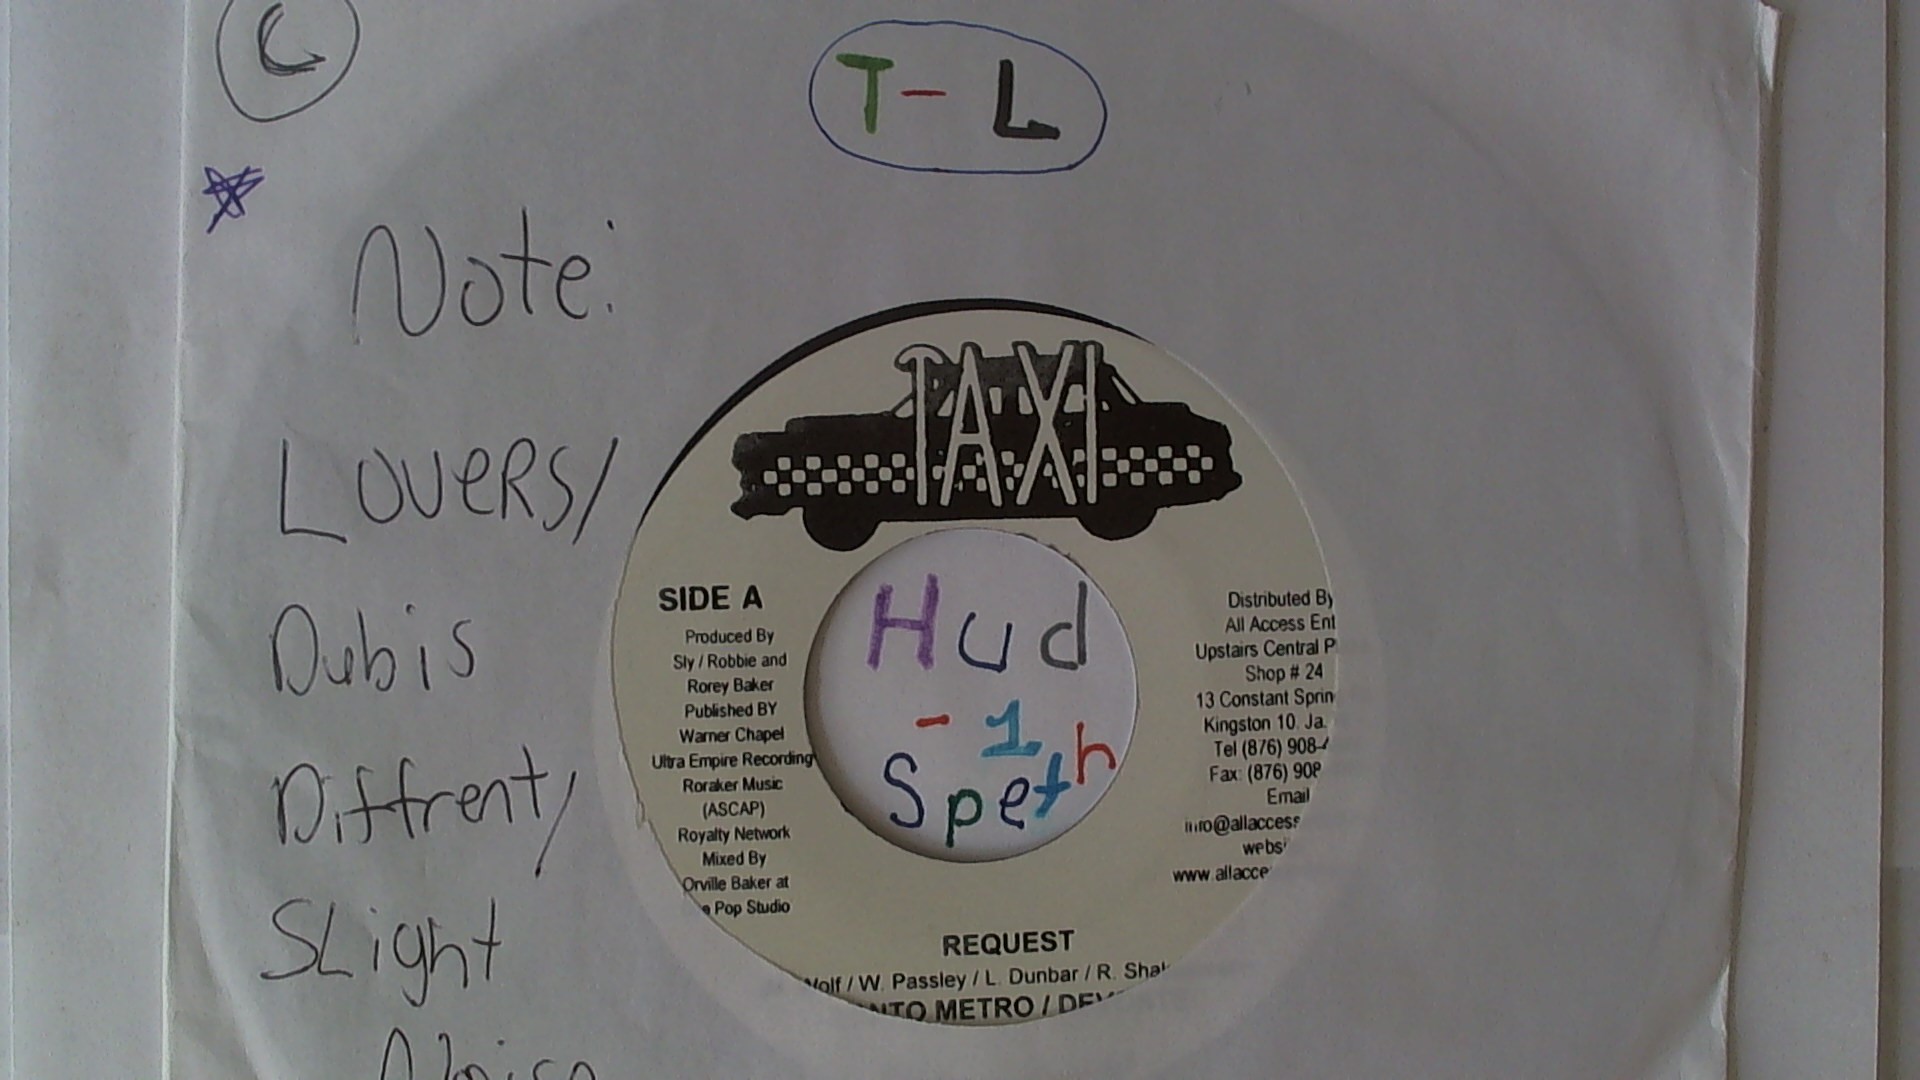 C
T - L
Note:
LOVERS/
Dub is
Diffrent/
SLight
TAXI
SIDE A
Produced By
Sly / Robbie and
Rorey Baker
Published BY
Warner Chapel
Ultra Empire Recording
Roraker Music
(ASCAP)
Royalty Network
Mixed By
Orville Baker at
Pop Studio
Hud
- 1
Speth
Distributed By
All Access Ent
Upstairs Central P
Shop # 24
13 Constant Sprin
Kingston 10. Ja.
Tel (876) 908-
Fax: (876) 908
Email
info@allaccess
websi
www.allacce
REQUEST
Wolf / W. Passley / L. Dunbar / R. Sha
NTO METRO / DEV